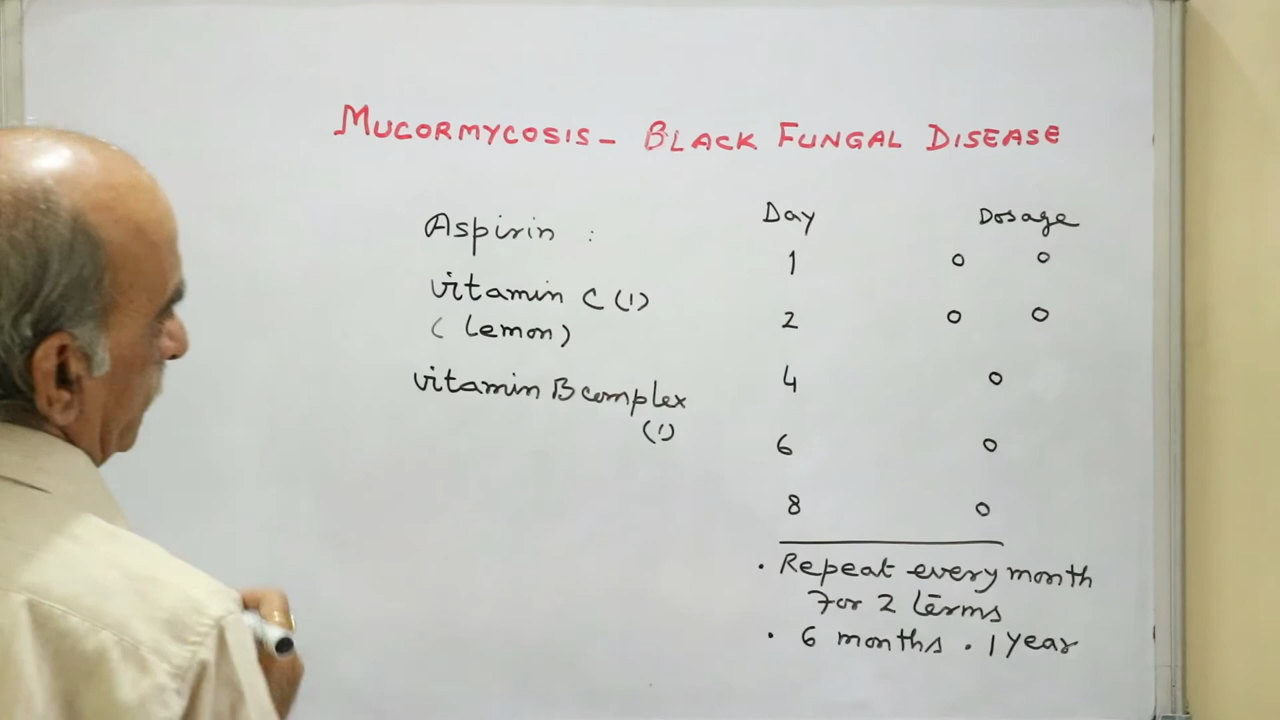 MUCORMYCOSIS - BLACK FUNGAL DISEASE
Aspirin :
vitamin C (1)
( lemon )
vitamin B complex
(1)
Day Dosage
1 o o
2 o o
4 o
6 o
8 o
. Repeat every month
For 2 terms
. 6 months . 1 year